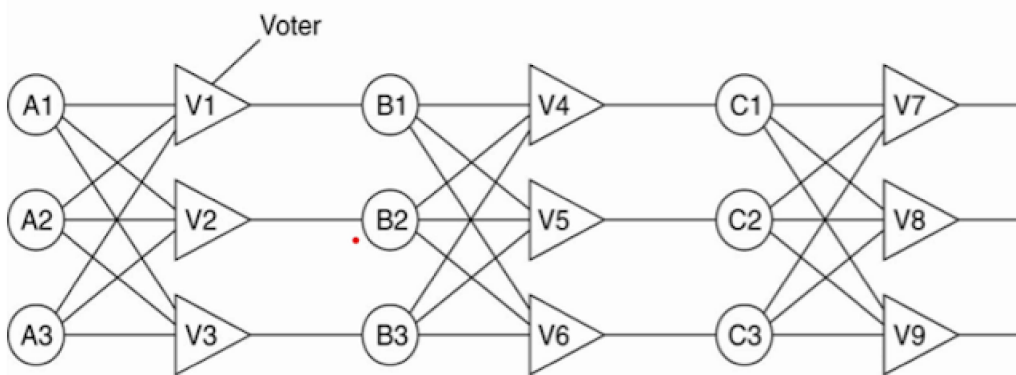 Voter
A1 V1 B1 V4 C1 V7
A2 V2 B2 V5 C2 V8
A3 V3 B3 V6 C3 V9